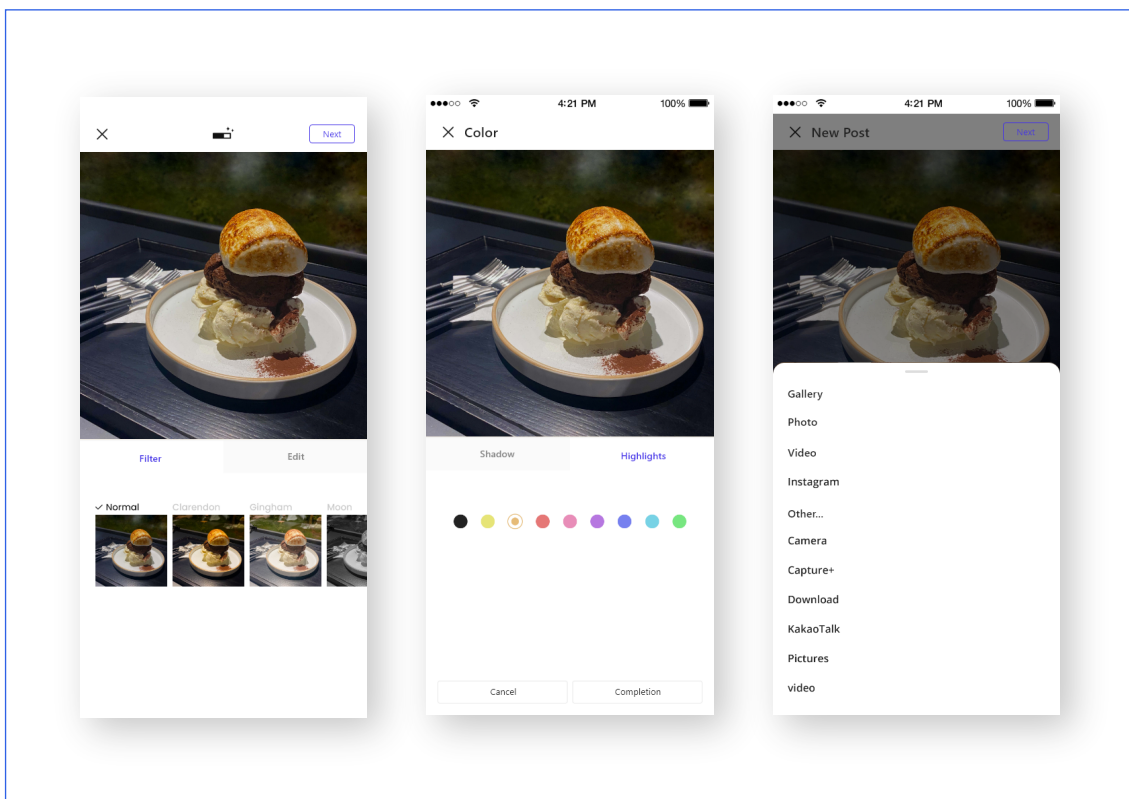 Next
Filter
Edit
Normal Clarendon Gingham Moon
4:21 PM 100%
Color
Shadow
Highlights
Cancel
Completion
4:21 PM 100%
New Post
Next
Gallery
Photo
Video
Instagram
Other...
Camera
Capture+
Download
KakaoTalk
Pictures
video